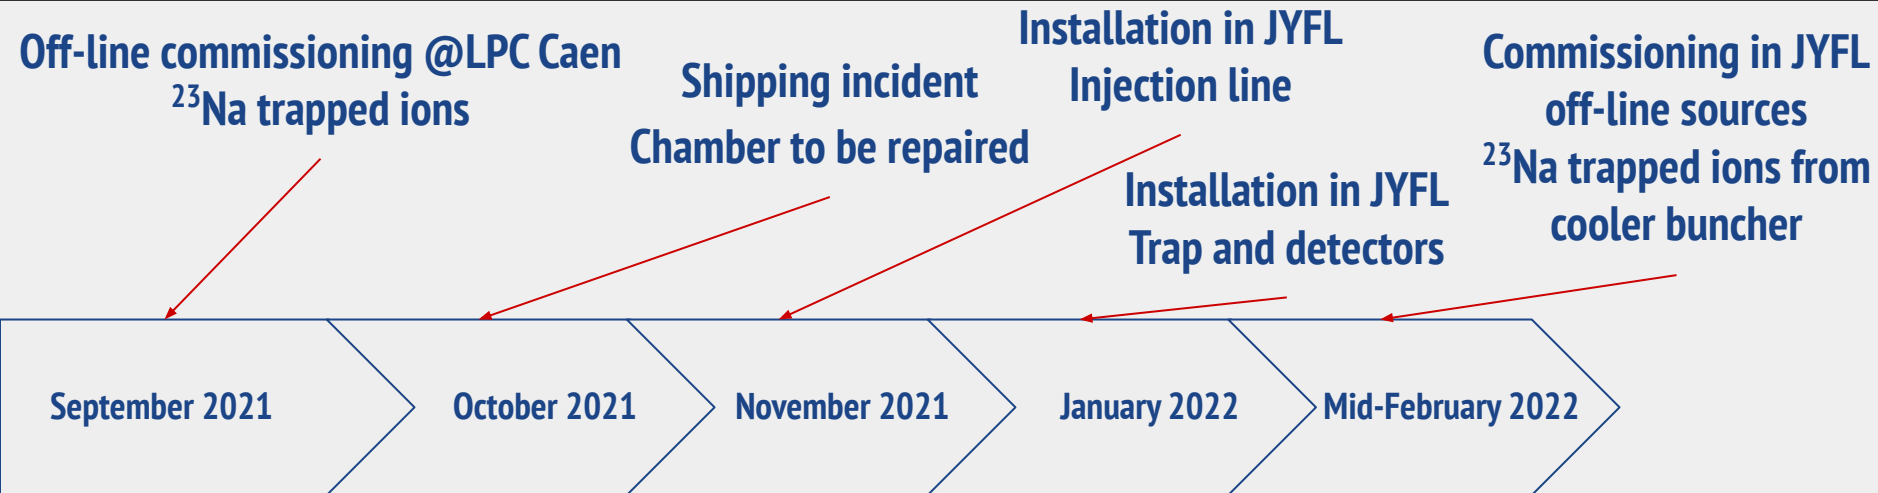 Off-line commissioning @LPC Caen
²³Na trapped ions
Shipping incident
Chamber to be repaired
Installation in JYFL
Injection line
Installation in JYFL
Trap and detectors
Commissioning in JYFL
off-line sources
²³Na trapped ions from
cooler buncher
September 2021
October 2021
November 2021
January 2022
Mid-February 2022